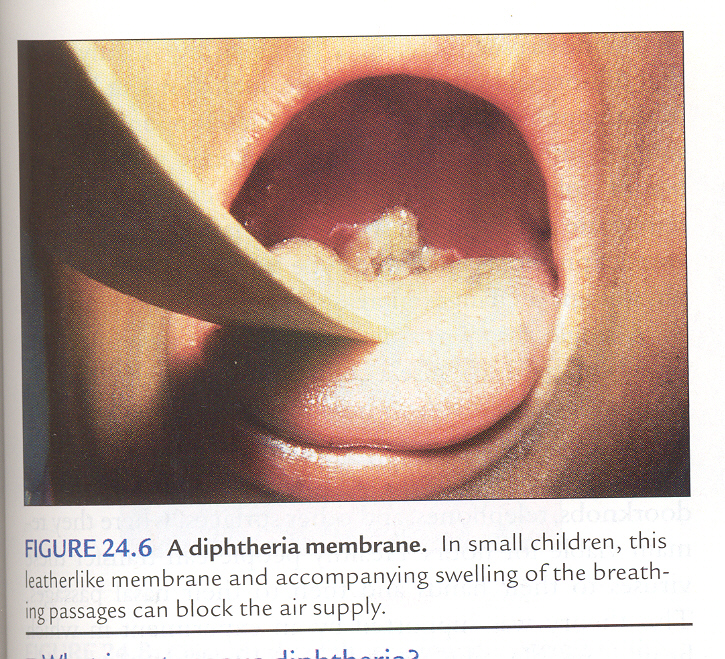 FIGURE 24.6 A diphtheria membrane. In small children, this
leatherlike membrane and accompanying swelling of the breath-
ing passages can block the air supply.
diphtheria?